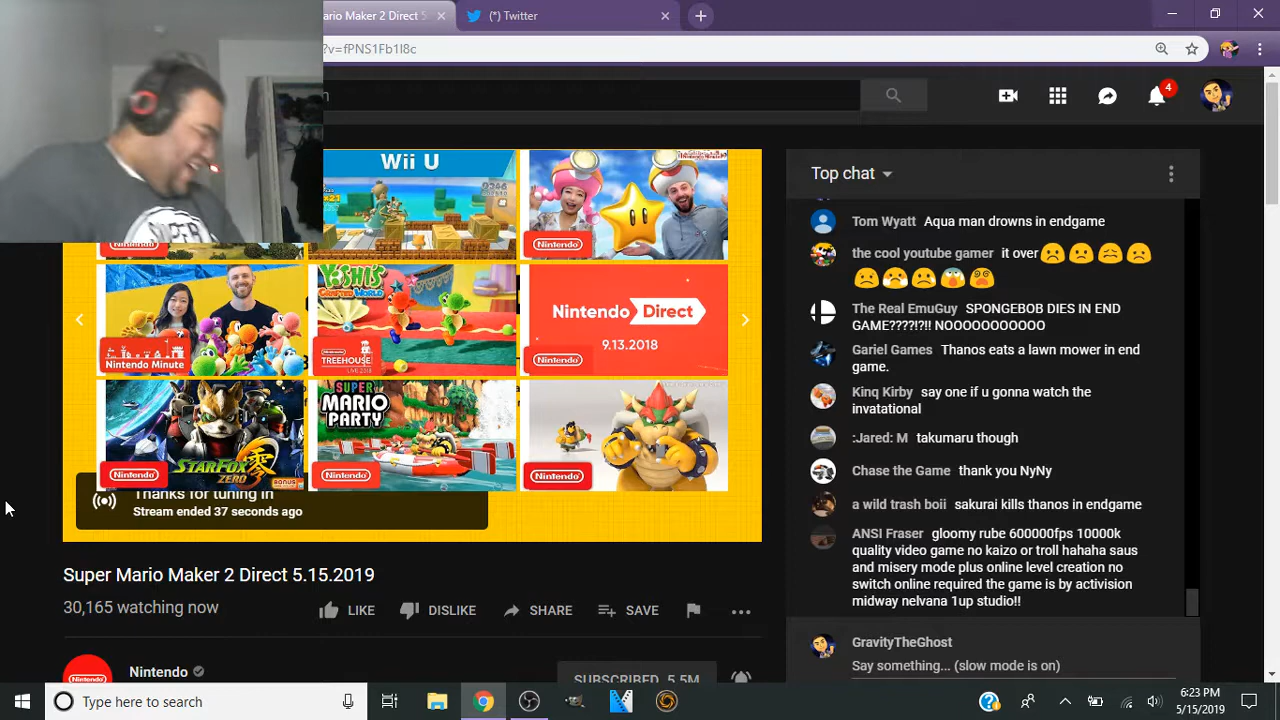 ario Maker 2 Direct 5.
(*) Twitter
?v=fPNS1Fb1I8c
4
Wii U
Nintendo
Nintendo
Nintendo Minute
YOSHI'S
CRAFTED WORLD
Nintendo
TREEHOUSE
LIVE 2018
Nintendo Direct
9.13.2018
Nintendo
STARFOX
ZERO
BONUS
Nintendo
SUPER
MARIO
PARTY
Nintendo
Nintendo
Thanks for tuning in
Stream ended 37 seconds ago
Super Mario Maker 2 Direct 5.15.2019
30,165 watching now
LIKE
DISLIKE
SHARE
SAVE
Nintendo
SUBSCRIBED 5.5M
Top chat
Tom Wyatt Aqua man drowns in endgame
the cool youtube gamer it over
The Real EmuGuy SPONGEBOB DIES IN END
GAME????!?!! NOOOOOOOOOO
Gariel Games Thanos eats a lawn mower in end
game.
Kinq Kirby say one if u gonna watch the
invatational
:Jared: M takumaru though
Chase the Game thank you NyNy
a wild trash boii sakurai kills thanos in endgame
ANSI Fraser gloomy rube 600000fps 10000k
quality video game no kaizo or troll hahaha saus
and misery mode plus online level creation no
switch online required the game is by activision
midway nelvana 1up studio!!
GravityTheGhost
Say something... (slow mode is on)
Type here to search
6:23 PM
5/15/2019